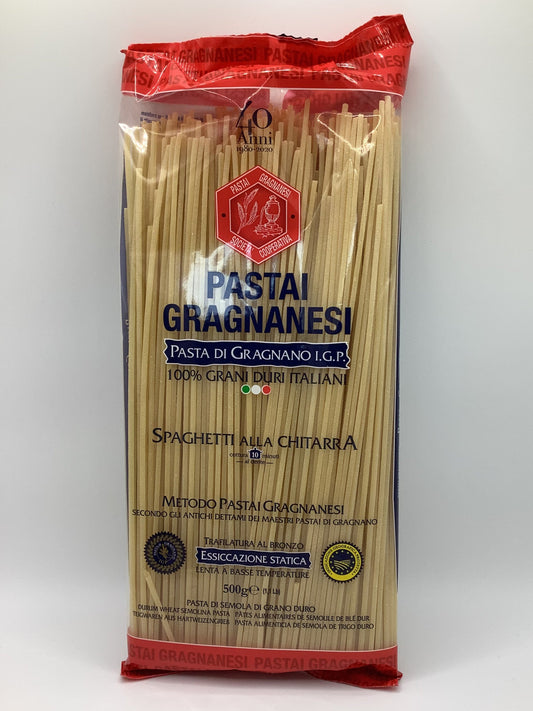 PASTAI GRAGNANESI
40
Anni
1980-2020
PASTAI GRAGNANESI
SOCIETÀ COOPERATIVA
PASTAI
GRAGNANESI
PASTA DI GRAGNANO I.G.P.
100% GRANI DURI ITALIANI
SPAGHETTI ALLA CHITARRA
cottura 10 minuti
al dente
METODO PASTAI GRAGNANESI
SECONDO GLI ANTICHI DETTAMI DEI MAESTRI PASTAI DI GRAGNANO
TRAFILATURA AL BRONZO
ESSICCAZIONE STATICA
LENTA A BASSE TEMPERATURE
500g℮ (1,1 Lb)
PASTA DI SEMOLA DI GRANO DURO
DURUM WHEAT SEMOLINA PASTA PÂTES ALIMENTAIRES DE SEMOULE DE BLÉ DUR
TEIGWAREN AUS HARTWEIZENGRIEß PASTA ALIMENTICIA DE SEMOLA DE TRIGO DURO
STAI GRAGNANESI PASTAI GRAGNANESI